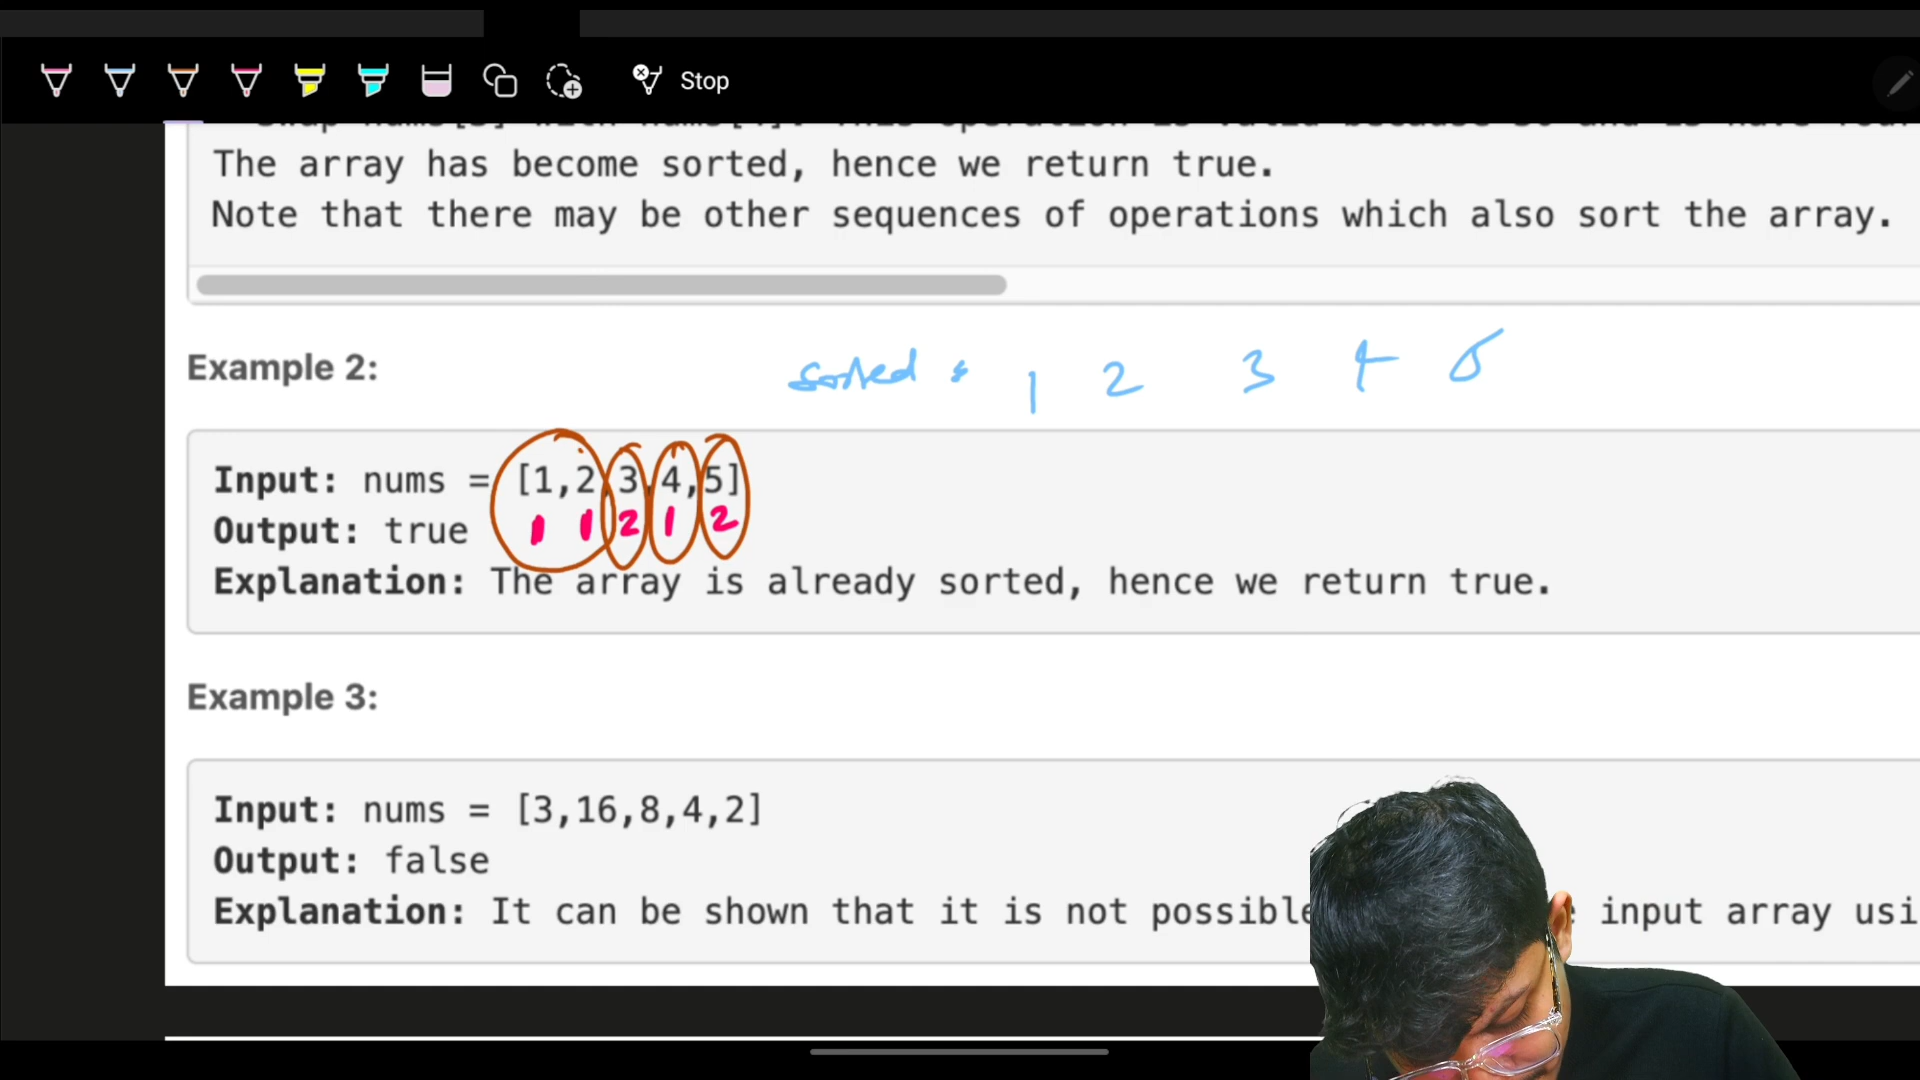 Stop
The array has become sorted, hence we return true.
Note that there may be other sequences of operations which also sort the array.
Example 2:
sorted : 1 2 3 4 5
Input: nums = [1,2,3,4,5]
Output: true 1 1 2 1 2
Explanation: The array is already sorted, hence we return true.
Example 3:
Input: nums = [3,16,8,4,2]
Output: false
Explanation: It can be shown that it is not possible input array usi